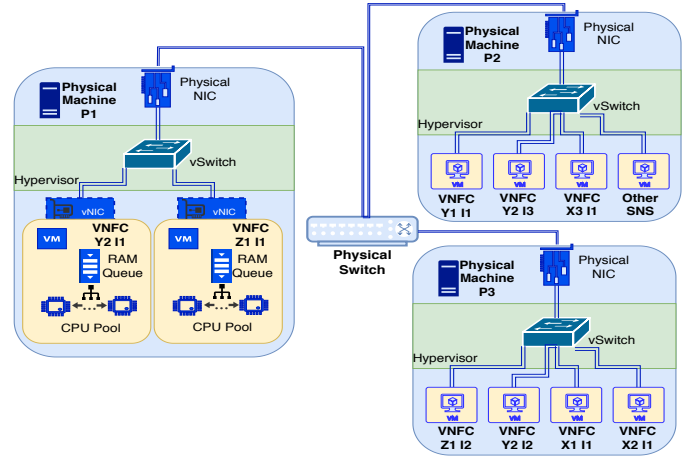 Physical
Machine
P1
Physical
NIC
vSwitch
Hypervisor
vNIC
vNIC
VM
VNFC
Y2 I1
RAM
Queue
CPU Pool
VM
VNFC
Z1 I1
RAM
Queue
CPU Pool
Physical
Switch
Physical
Machine
P2
Physical
NIC
vSwitch
Hypervisor
VM
VM
VM
VM
VNFC
Y1 I1
VNFC
Y2 I3
VNFC
X3 I1
Other
SNS
Physical
Machine
P3
Physical
NIC
vSwitch
Hypervisor
VM
VM
VM
VM
VNFC
Z1 I2
VNFC
Y2 I2
VNFC
X1 I1
VNFC
X2 I1